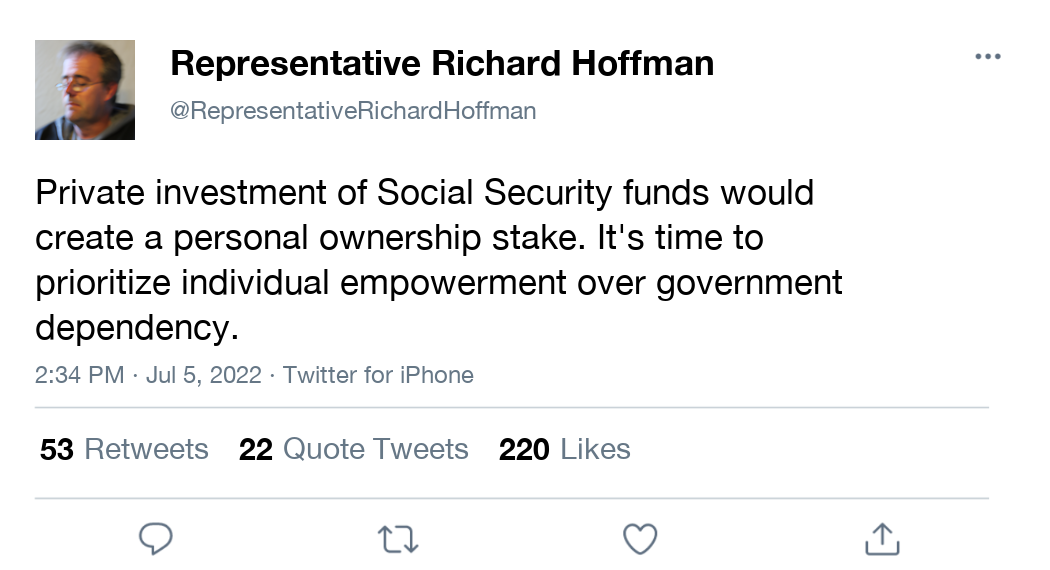 Representative Richard Hoffman
@RepresentativeRichardHoffman
Private investment of Social Security funds would
create a personal ownership stake. It's time to
prioritize individual empowerment over government
dependency.
2:34 PM · Jul 5, 2022 · Twitter for iPhone
53 Retweets 22 Quote Tweets 220 Likes